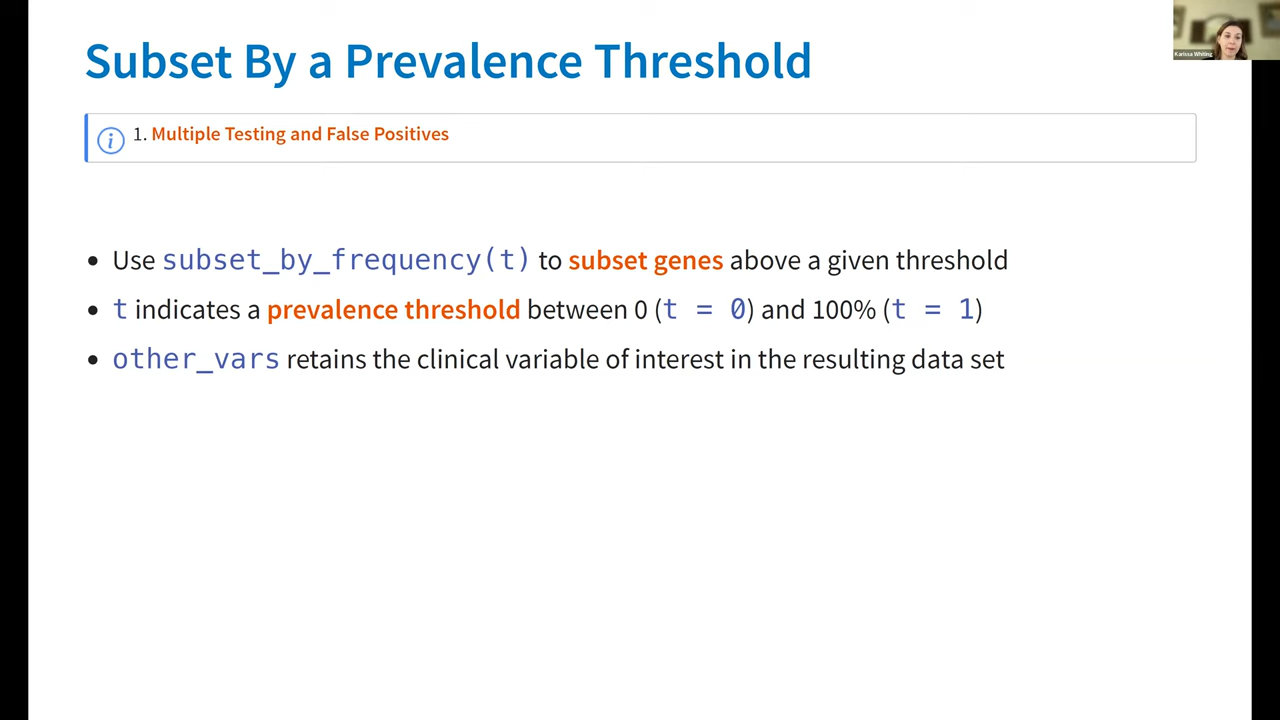 Subset By a Prevalence Threshold
Karissa Whiting
1. Multiple Testing and False Positives
• Use subset_by_frequency(t) to subset genes above a given threshold
• t indicates a prevalence threshold between 0 (t = 0) and 100% (t = 1)
• other_vars retains the clinical variable of interest in the resulting data set